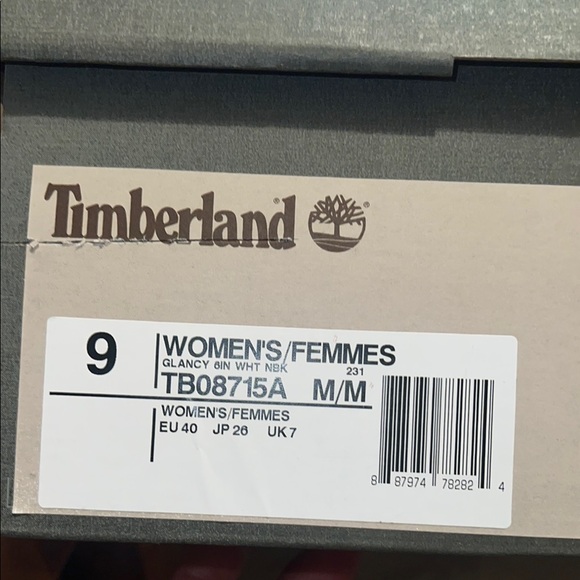 Timberland
9
WOMEN'S/FEMMES
GLANCY 6IN WHT NBK 231
TB08715A M/M
WOMEN'S/FEMMES
EU 40 JP 26 UK 7
8 87974 78282 4